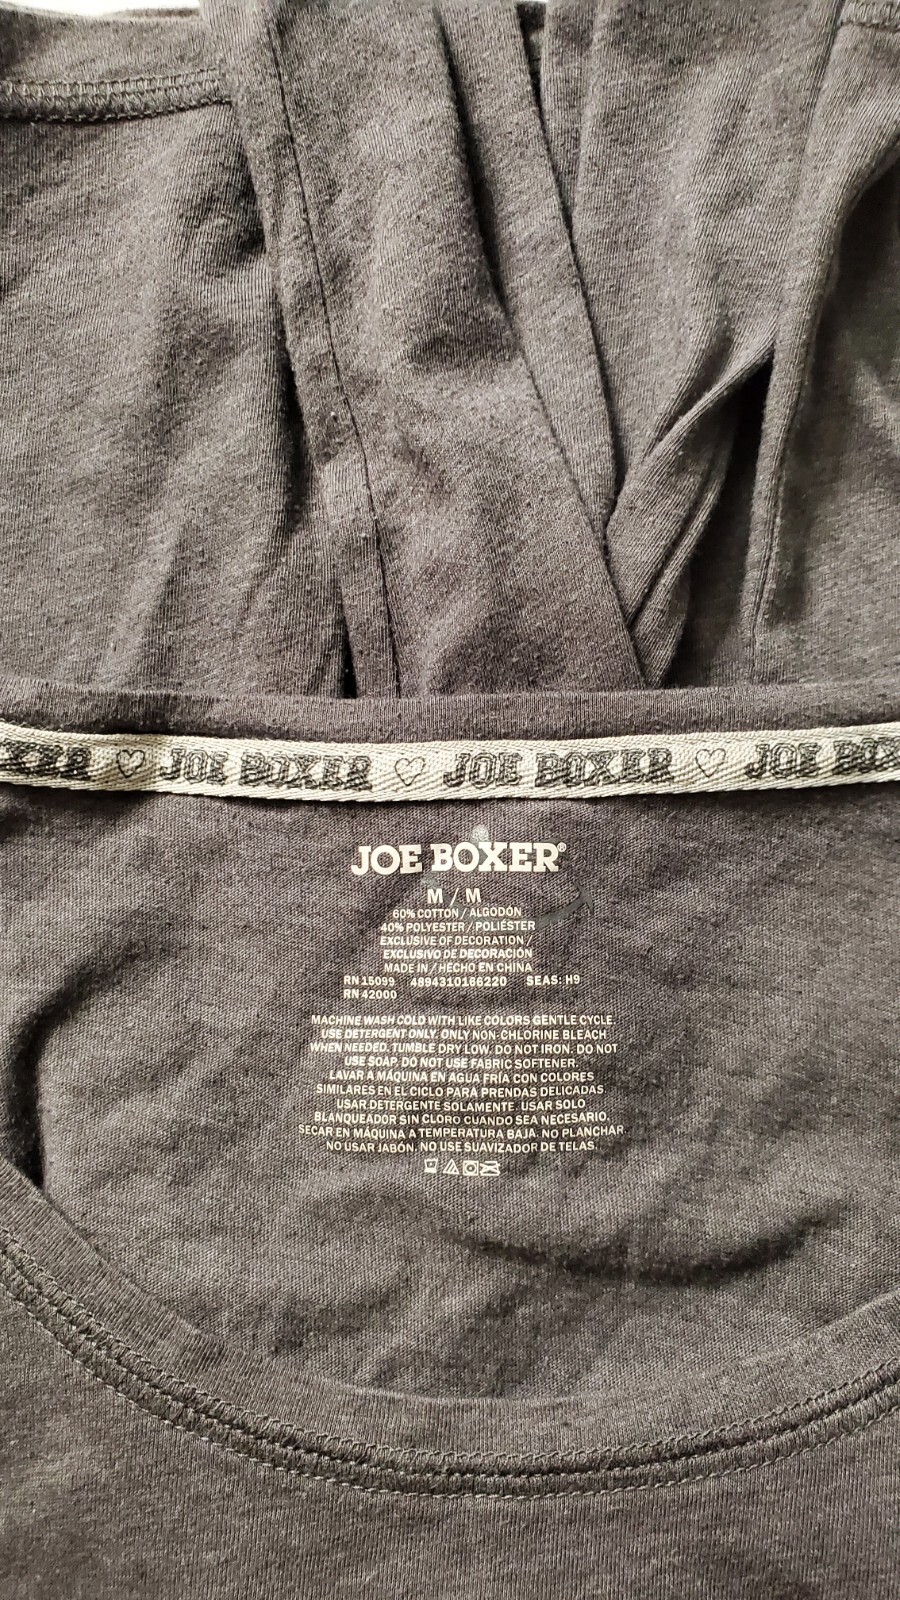 XER ♡ JOE BOXER ♡ JOE BOXER ♡ JOE BOX
JOE BOXER®
M / M
60% COTTON / ALGODÓN
40% POLYESTER / POLIÉSTER
EXCLUSIVE OF DECORATION /
EXCLUSIVO DE DECORACIÓN
MADE IN / HECHO EN CHINA
RN 15099 4894310166220 SEAS: H9
RN 42000
MACHINE WASH COLD WITH LIKE COLORS GENTLE CYCLE.
USE DETERGENT ONLY. ONLY NON-CHLORINE BLEACH
WHEN NEEDED. TUMBLE DRY LOW. DO NOT IRON. DO NOT
USE SOAP. DO NOT USE FABRIC SOFTENER.
LAVAR A MÁQUINA EN AGUA FRÍA CON COLORES
SIMILARES EN EL CICLO PARA PRENDAS DELICADAS.
USAR DETERGENTE SOLAMENTE. USAR SOLO
BLANQUEADOR SIN CLORO CUANDO SEA NECESARIO.
SECAR EN MÁQUINA A TEMPERATURA BAJA. NO PLANCHAR.
NO USAR JABÓN. NO USE SUAVIZADOR DE TELAS.